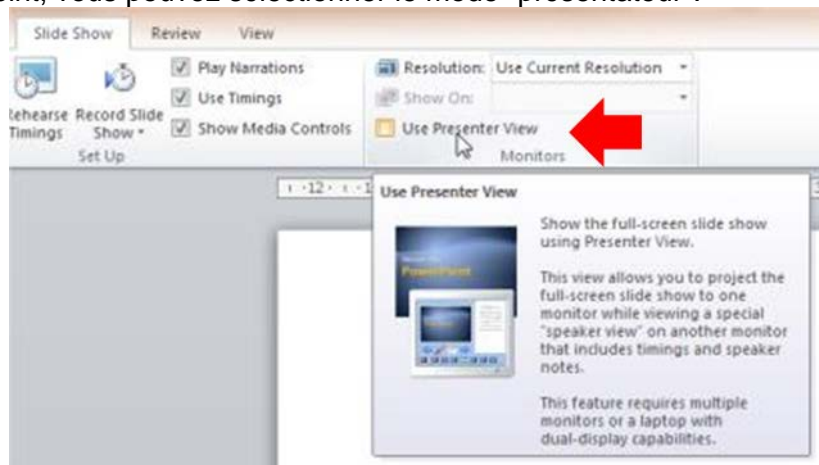 Slide Show Review View
Play Narrations
Use Timings
Show Media Controls
Rehearse Timings
Record Slide Show
Set Up
Resolution: Use Current Resolution
Show On:
Use Presenter View
Monitors
Use Presenter View
Show the full-screen slide show
using Presenter View.
This view allows you to project the
full-screen slide show to one
monitor while viewing a special
"speaker view" on another monitor
that includes timings and speaker
notes.
This feature requires multiple
monitors or a laptop with
dual-display capabilities.
PowerPoint